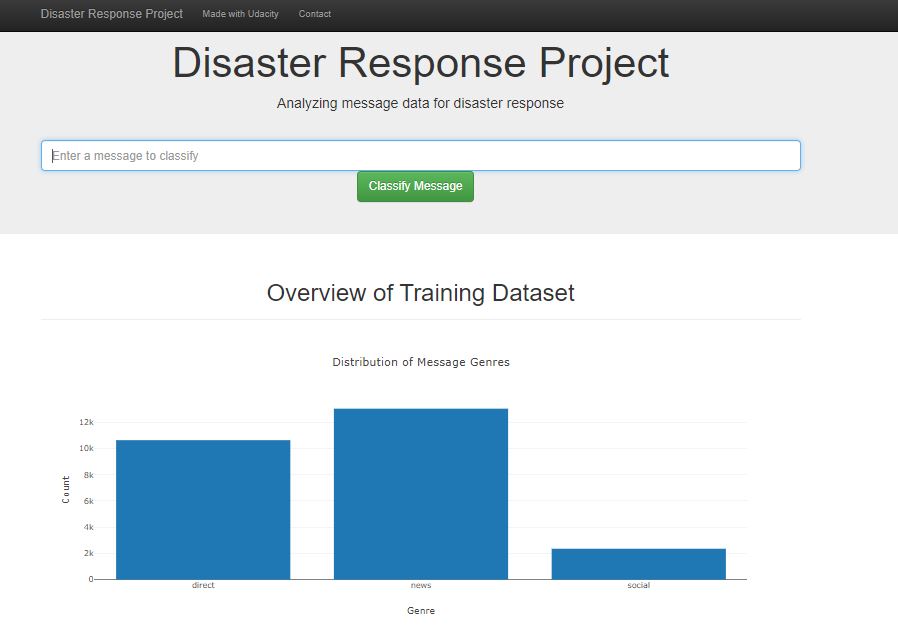 Disaster Response Project Made with Udacity Contact
Disaster Response Project
Analyzing message data for disaster response
Enter a message to classify
Classify Message
Overview of Training Dataset
Distribution of Message Genres
12k
10k
8k
6k
4k
2k
0
Count
direct news social
Genre